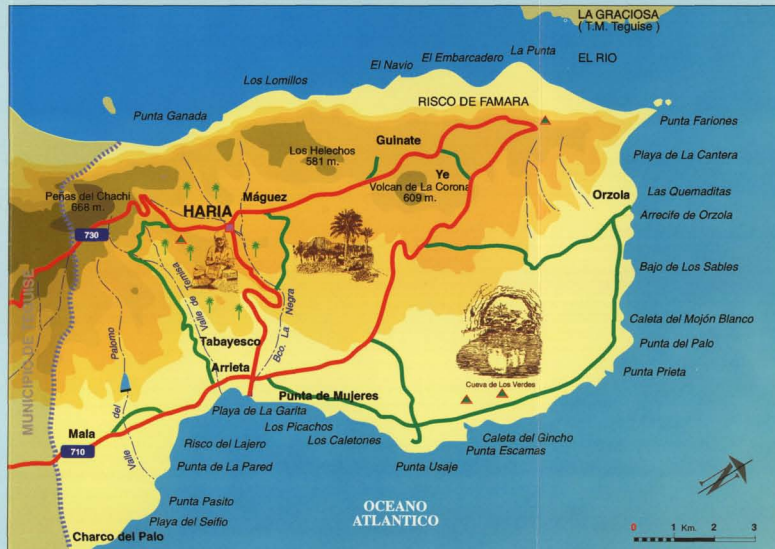 LA GRACIOSA
( T.M. Teguise )
EL RIO
La Punta
El Embarcadero
El Navio
Los Lomillos
Punta Ganada
RISCO DE FAMARA
Punta Fariones
Playa de La Cantera
Las Quemaditas
Arrecife de Orzola
Orzola
Guinate
Los Helechos
581 m.
Ye
Volcan de La Corona
609 m.
Máguez
HARIA
Peñas del Chachi
668 m.
730
Bajo de Los Sables
Valle de Temisa
Bco. La Negra
Caleta del Mojón Blanco
Punta del Palo
Punta Prieta
Cueva de Los Verdes
Tabayesco
Arrieta
Valle del Palomo
MUNICIPIO DE TEGUISE
Punta de Mujeres
Playa de La Garita
Los Picachos
Los Caletones
Caleta del Gincho
Punta Escamas
Punta Usaje
Mala
710
Risco del Lajero
Punta de La Pared
Punta Pasito
Playa del Seifio
Charco del Palo
OCEANO
ATLANTICO
0 1 Km. 2 3